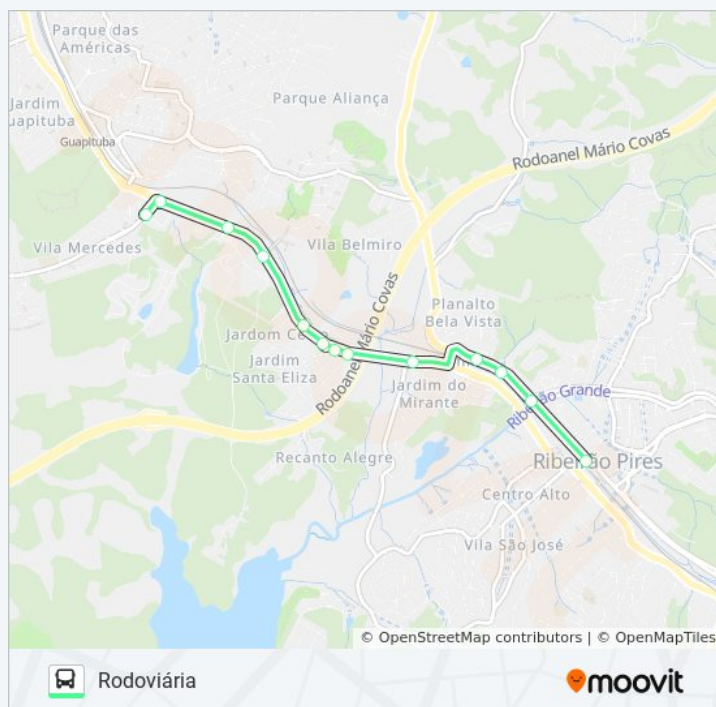 Parque das
Américas
Parque Aliança
Jardim
Guapituba
Rodoanel Mário Covas
Vila Mercedes
Vila Belmiro
Rodoanel Mário Covas
Planalto
Bela Vista
Jardom Ce
Jardim
Santa Eliza
Jardim do
Mirante
Ribeirão Grande
Recanto Alegre
Ribeirão Pires
Centro Alto
Vila São José
© OpenStreetMap contributors | © OpenMapTiles
Rodoviária
moovit